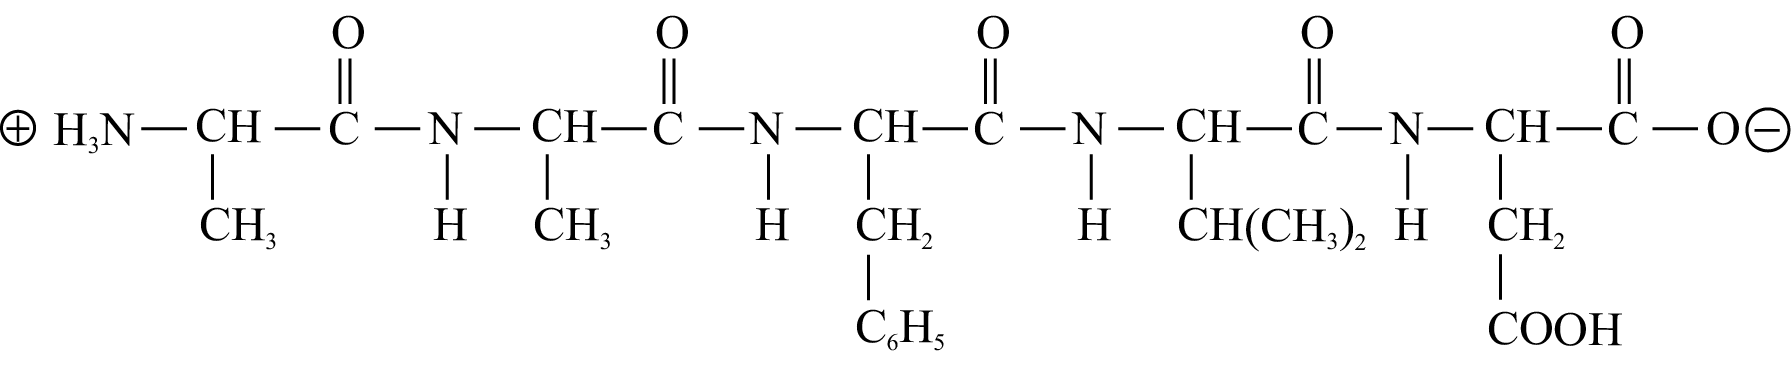 O O O O O
⊕ H₃N — CH — C — N — CH — C — N — CH — C — N — CH — C — N — CH — C — O ⊖
CH₃ H CH₃ H CH₂ H CH(CH₃)₂ H CH₂
C₆H₅ COOH